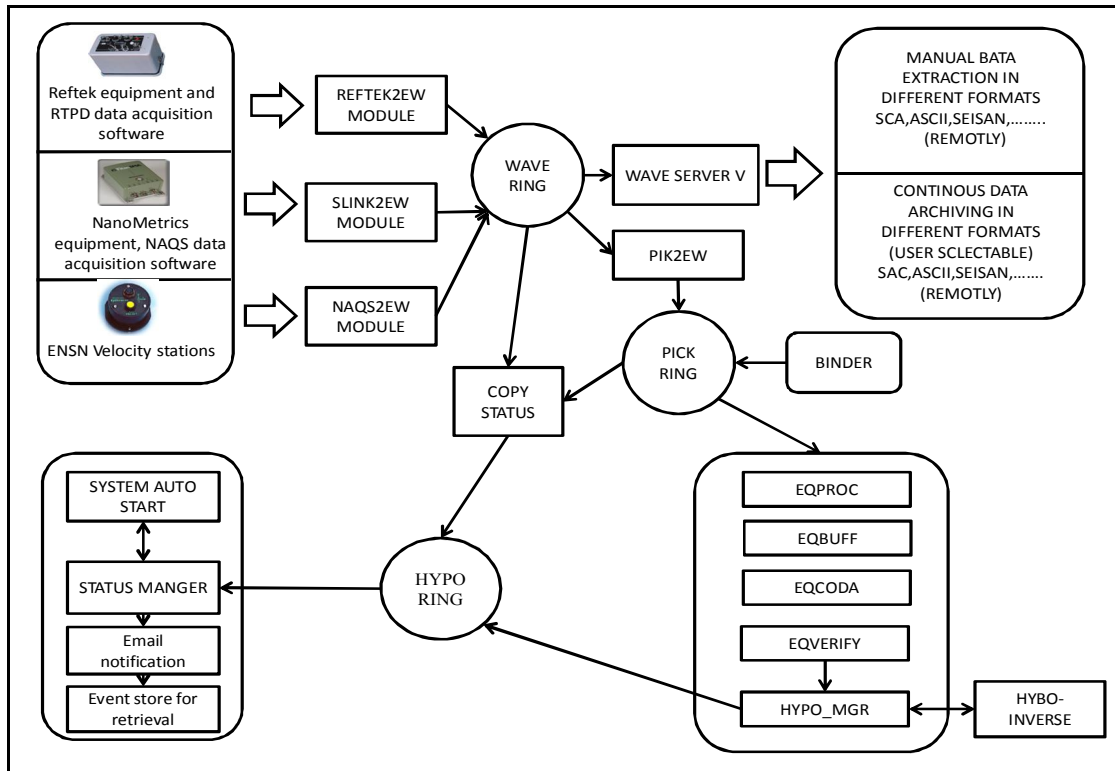 Reftek equipment and
RTPD data acquisition
software
NanoMetrics
equipment, NAQS data
acquisition software
ENSN Velocity stations
REFTEK2EW
MODULE
SLINK2EW
MODULE
NAQS2EW
MODULE
WAVE
RING
WAVE SERVER V
MANUAL BATA
EXTRACTION IN
DIFFERENT FORMATS
SCA,ASCII,SEISAN,........
(REMOTLY)
CONTINOUS DATA
ARCHIVING IN
DIFFERENT FORMATS
(USER SCLECTABLE)
SAC,ASCII,SEISAN,.......
(REMOTLY)
PIK2EW
PICK
RING
BINDER
COPY
STATUS
SYSTEM AUTO
START
STATUS MANGER
Email
notification
Event store for
retrieval
HYPO
RING
EQPROC
EQBUFF
EQCODA
EQVERIFY
HYPO_MGR
HYBO-
INVERSE